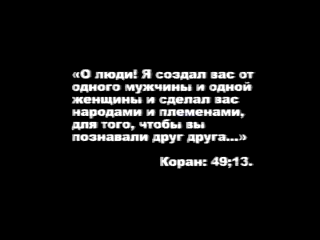 «О люди! Я создал вас от
одного мужчины и одной
женщины и сделал вас
народами и племенами,
для того, чтобы вы
познавали друг друга...»
Коран: 49;13.